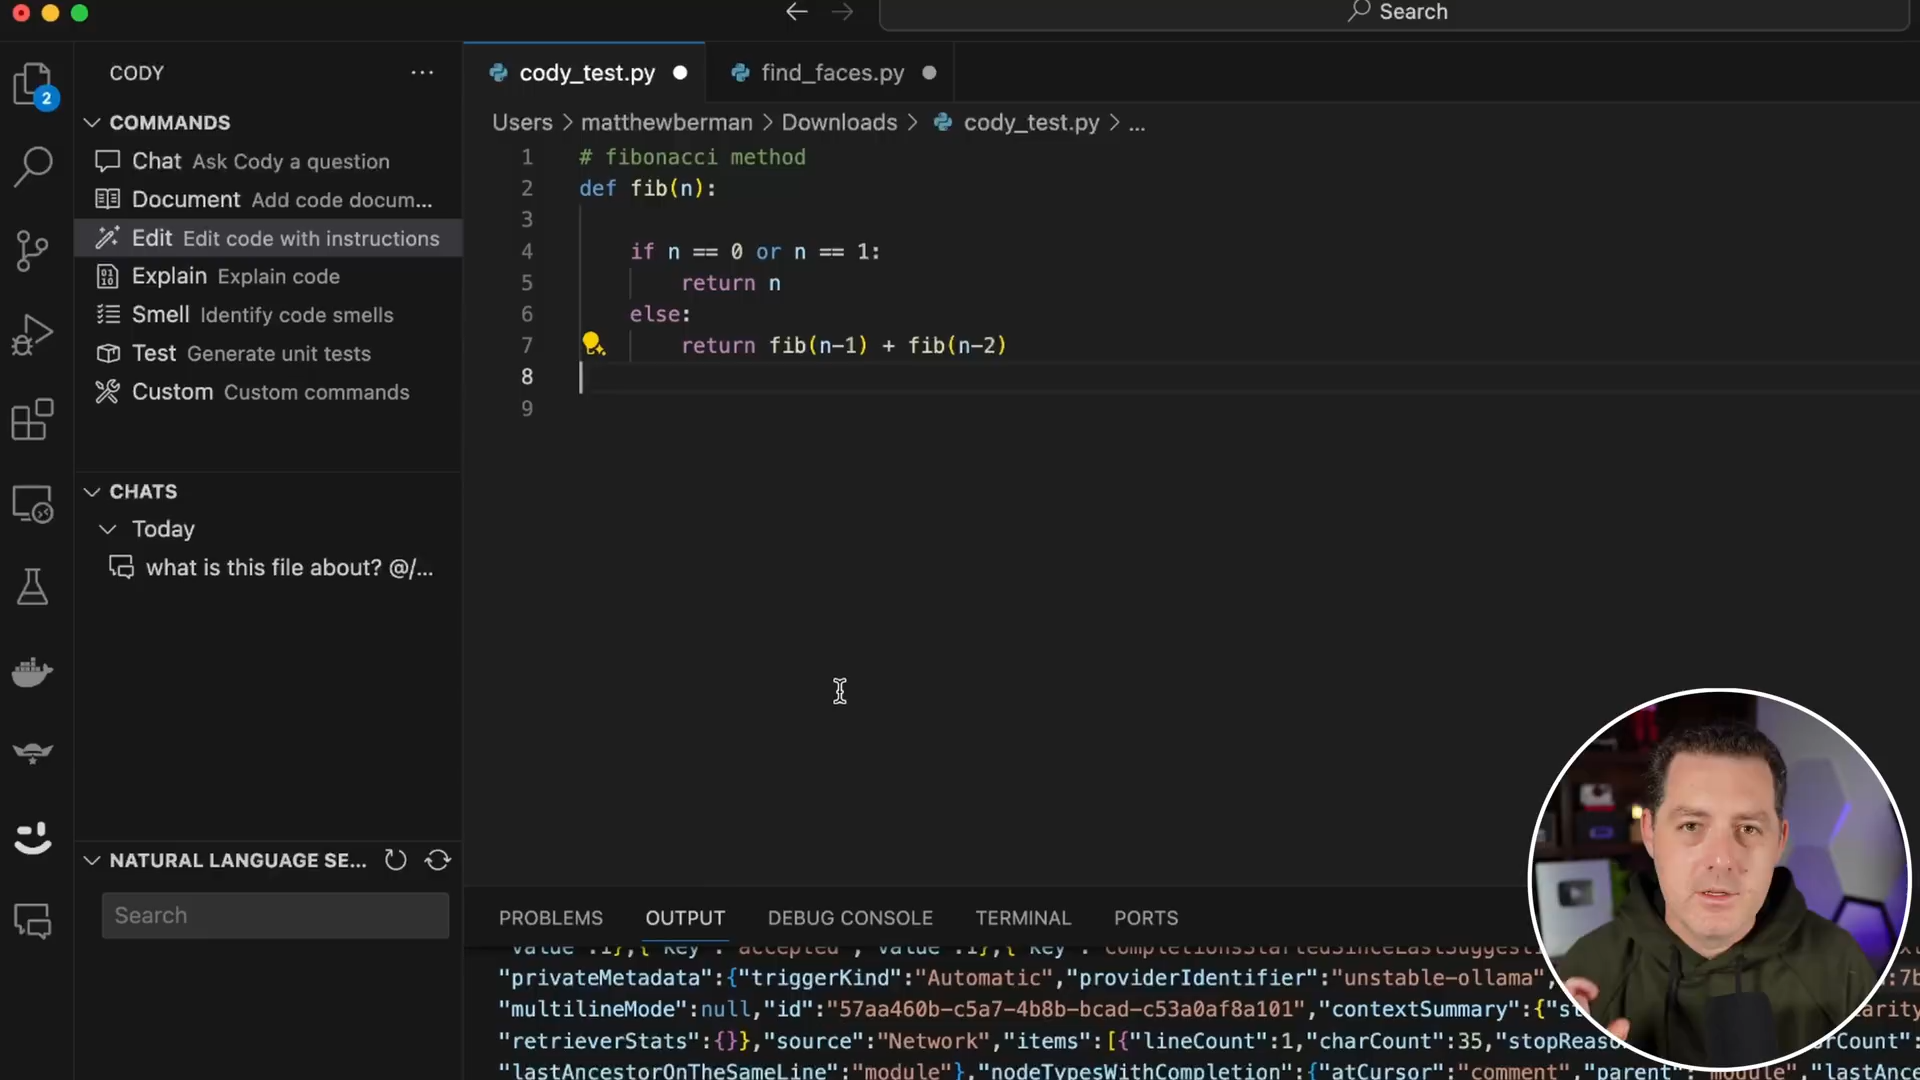 Search
CODY
cody_test.py
find_faces.py
2
Users > matthewberman > Downloads > cody_test.py > ...
COMMANDS
Chat Ask Cody a question
Document Add code docum...
Edit Edit code with instructions
Explain Explain code
Smell Identify code smells
Test Generate unit tests
Custom Custom commands
1 # fibonacci method
2 def fib(n):
3
4 if n == 0 or n == 1:
5 return n
6 else:
7 return fib(n-1) + fib(n-2)
8
9
CHATS
Today
what is this file about? @/...
NATURAL LANGUAGE SE...
Search
PROBLEMS OUTPUT DEBUG CONSOLE TERMINAL PORTS
"privateMetadata":{"triggerKind":"Automatic","providerIdentifier":"unstable-ollama",
"multilineMode":null,"id":"57aa460b-c5a7-4b8b-bcad-c53a0af8a101","contextSummary":{
"retrieverStats":{}},"source":"Network","items":[{"lineCount":1,"charCount":35,
"lastAncestorOnTheSameLine":"module"},"nodeTypesWithCompletion":{"atCursor":"comment","parent":"module",